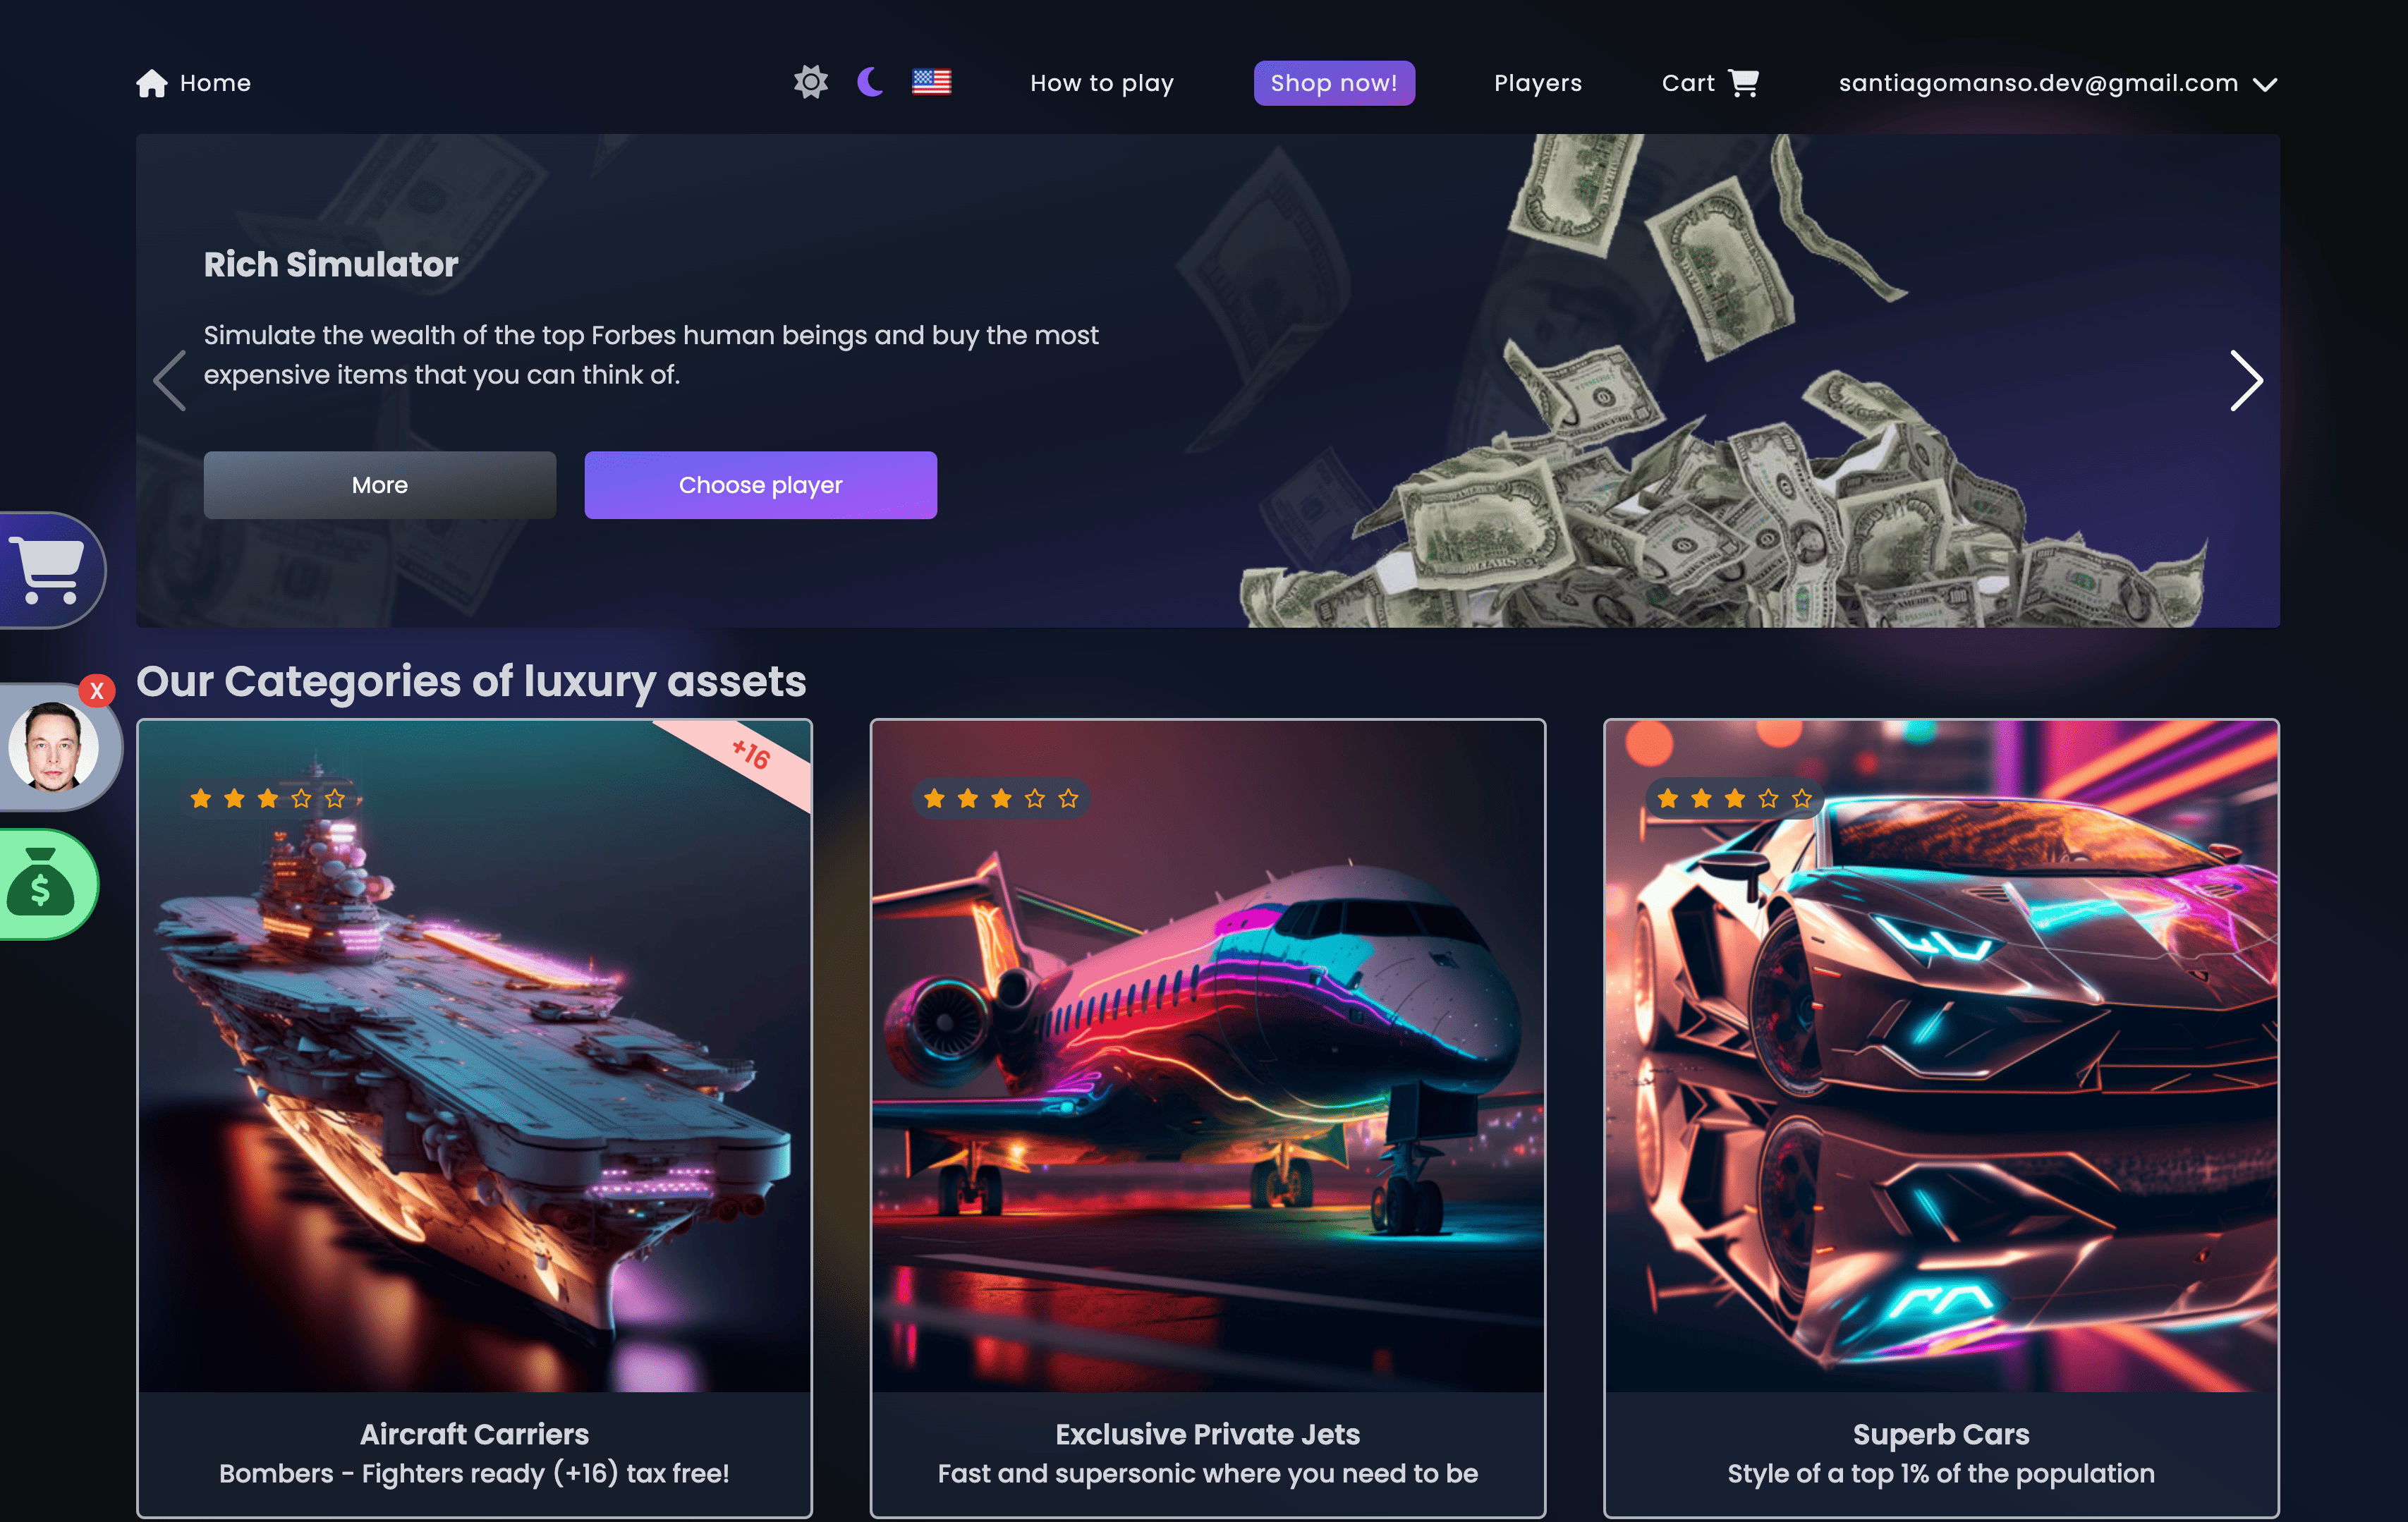 Home
How to play
Shop now!
Players
Cart
santiagomanso.dev@gmail.com
Rich Simulator
Simulate the wealth of the top Forbes human beings and buy the most
expensive items that you can think of.
More
Choose player
X
$
Our Categories of luxury assets
+16
Aircraft Carriers
Bombers - Fighters ready (+16) tax free!
Exclusive Private Jets
Fast and supersonic where you need to be
Superb Cars
Style of a top 1% of the population